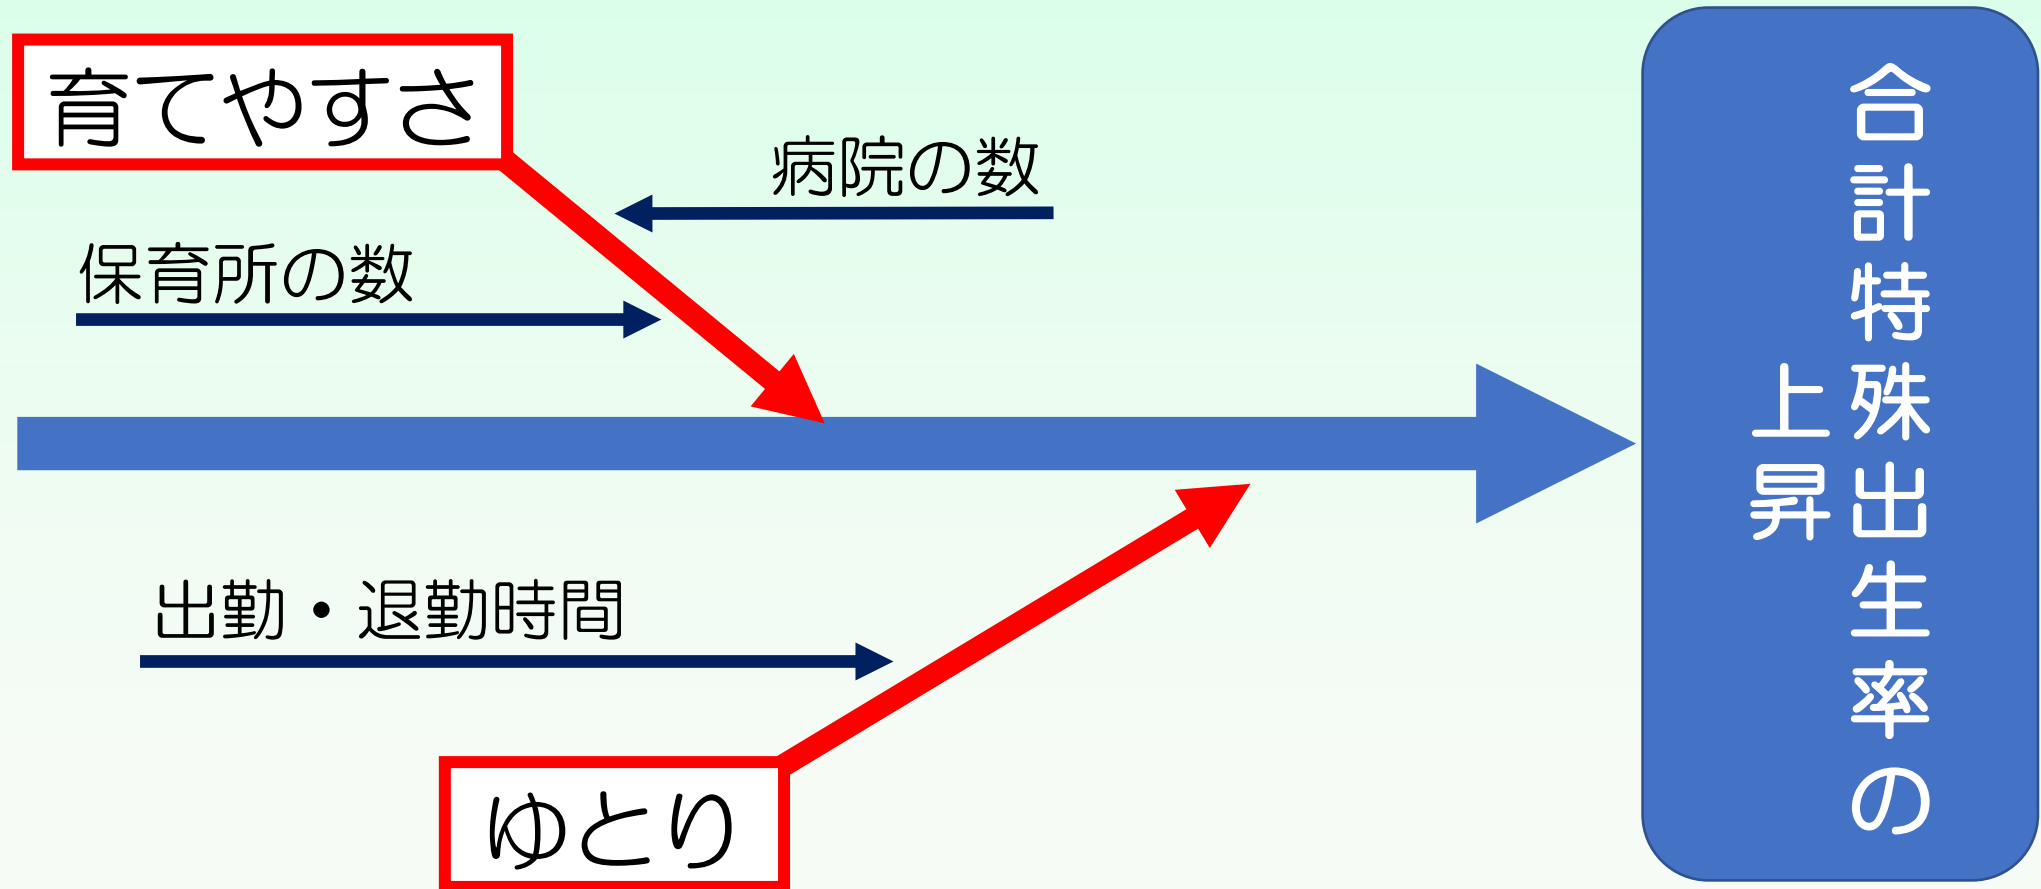 育てやすさ
病院の数
保育所の数
合計特殊出生率の
上昇
出勤・退勤時間
ゆとり